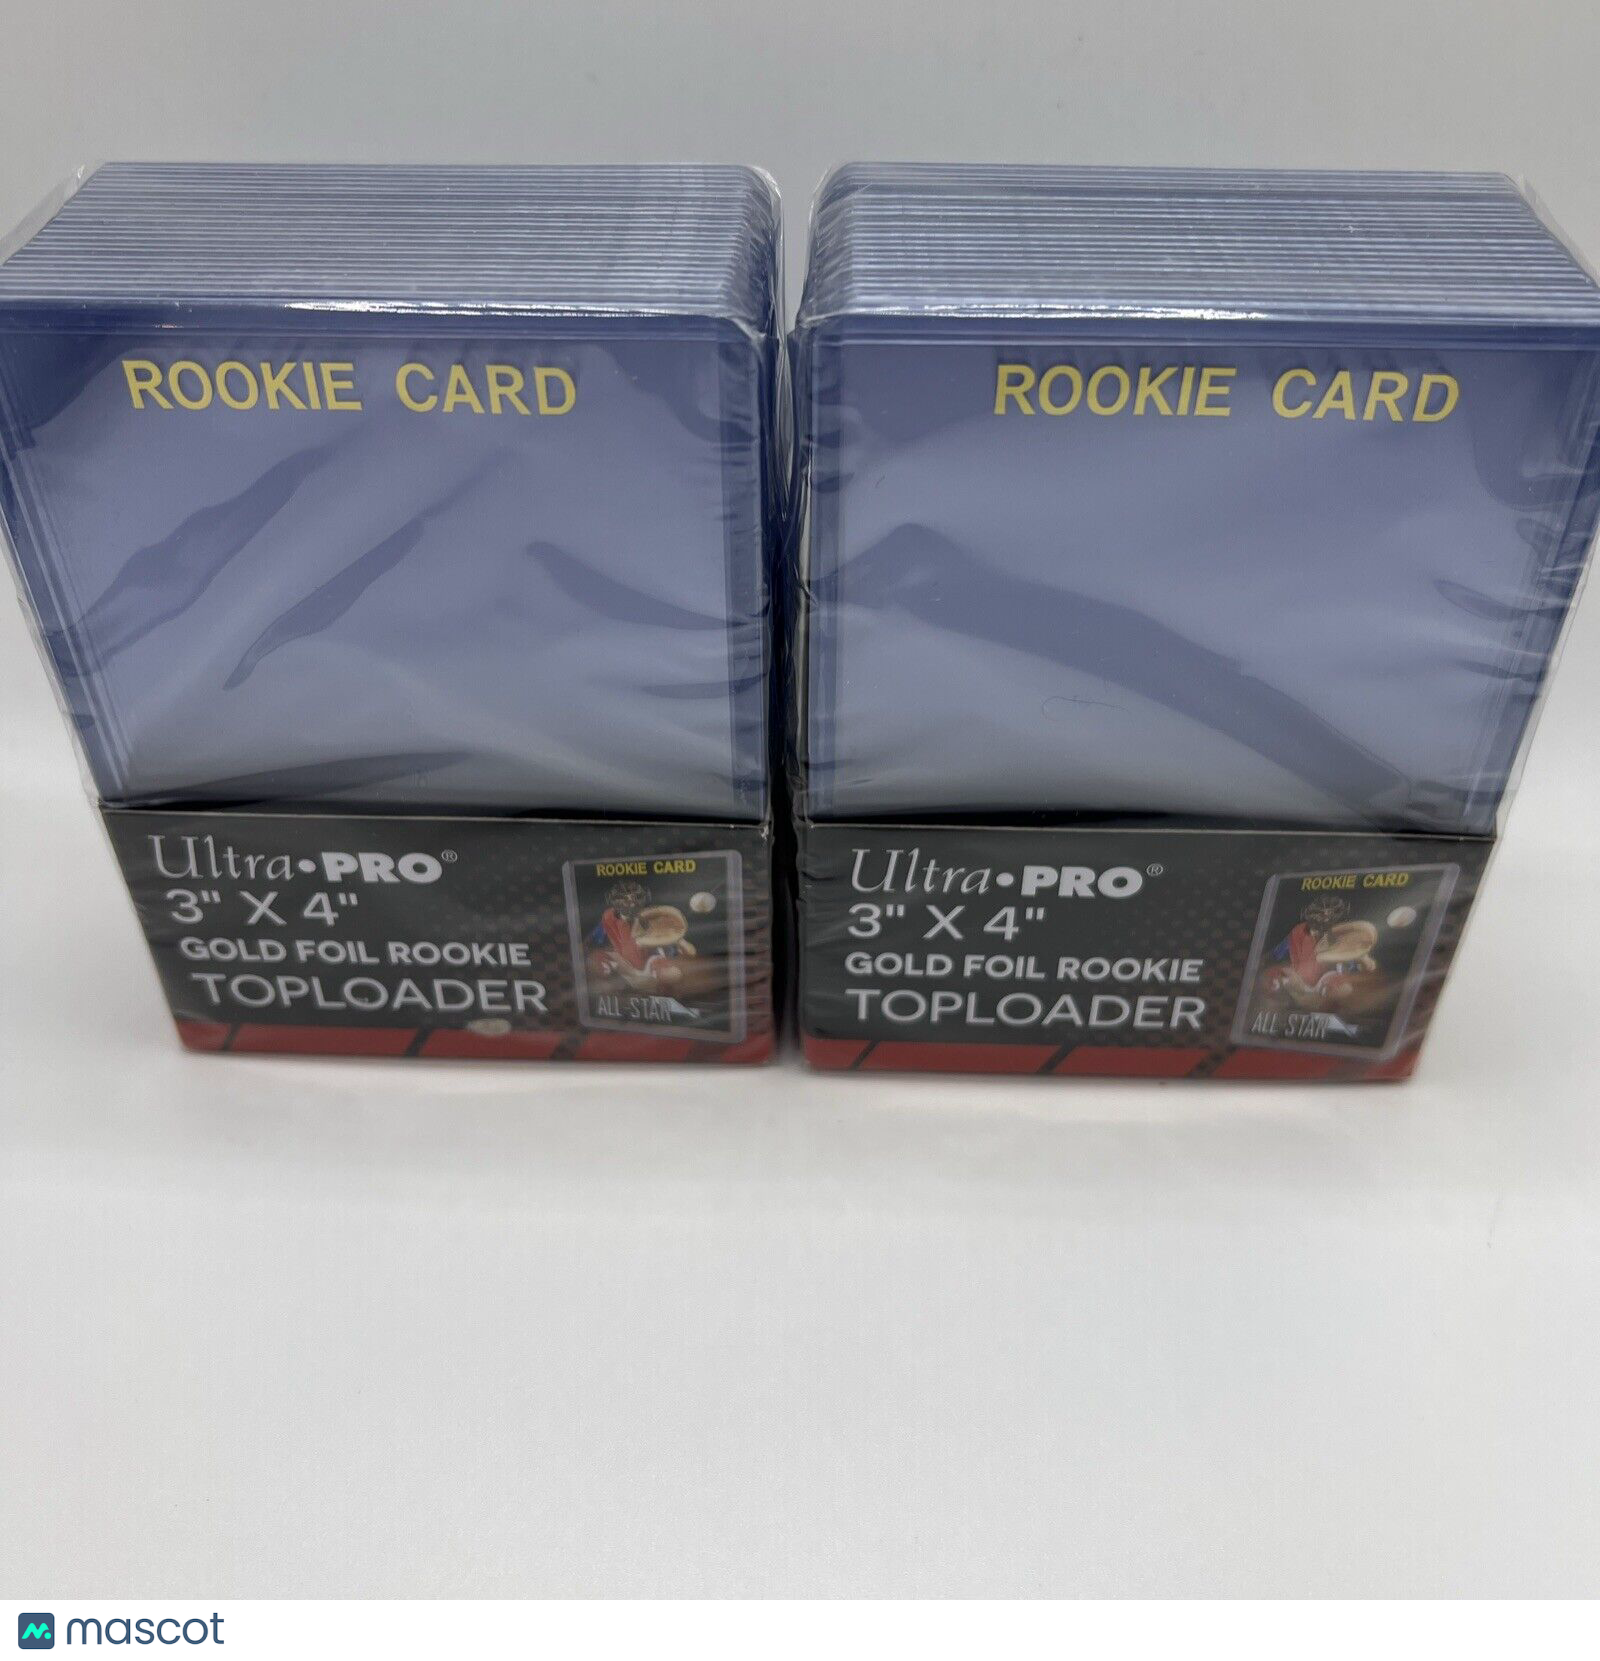 ROOKIE CARD
Ultra•PRO®
3" X 4"
GOLD FOIL ROOKIE
TOPLOADER
ROOKIE CARD
ALL-STAR
ROOKIE CARD
Ultra•PRO®
3" X 4"
GOLD FOIL ROOKIE
TOPLOADER
ROOKIE CARD
ALL STAR
mascot